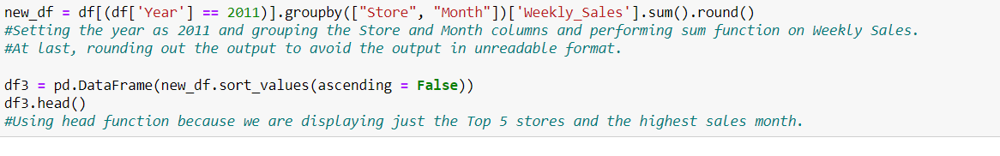 new_df = df[(df['Year'] == 2011)].groupby(["Store", "Month"])['Weekly_Sales'].sum().round()
#Setting the year as 2011 and grouping the Store and Month columns and performing sum function on Weekly Sales.
#At last, rounding out the output to avoid the output in unreadable format.
df3 = pd.DataFrame(new_df.sort_values(ascending = False))
df3.head()
#Using head function because we are displaying just the Top 5 stores and the highest sales month.